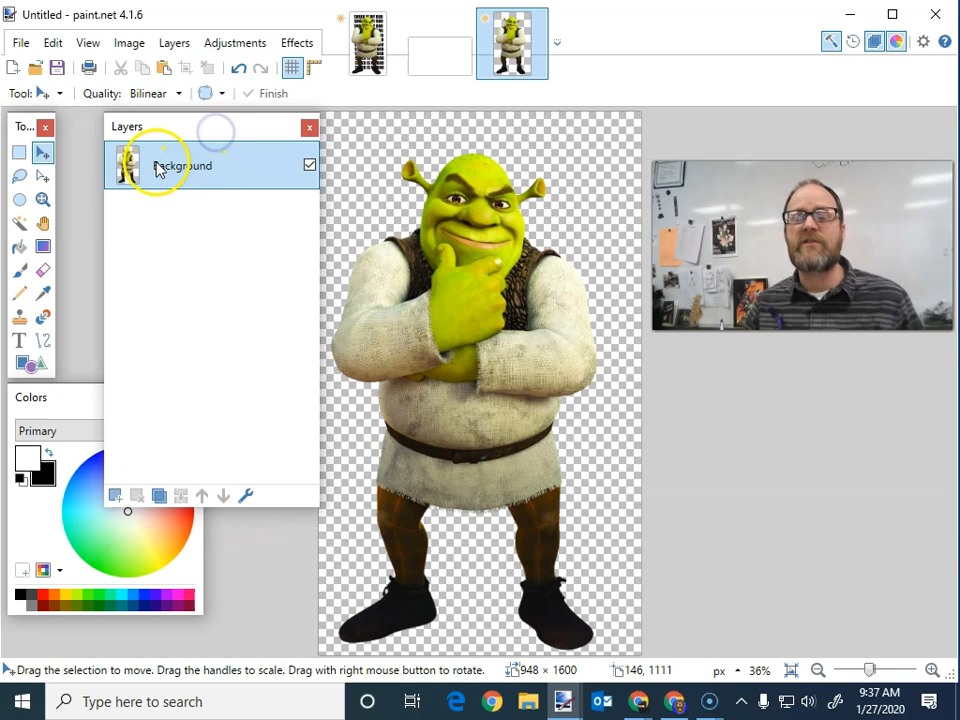 Untitled - paint.net 4.1.6
File Edit View Image Layers Adjustments Effects
Tool: Quality: Bilinear Finish
To... x
Layers x
Background
Colors
Primary
T
Drag the selection to move. Drag the handles to scale. Drag with right mouse button to rotate. 948 × 1600 146, 1111 px 36%
Type here to search
9:37 AM
1/27/2020